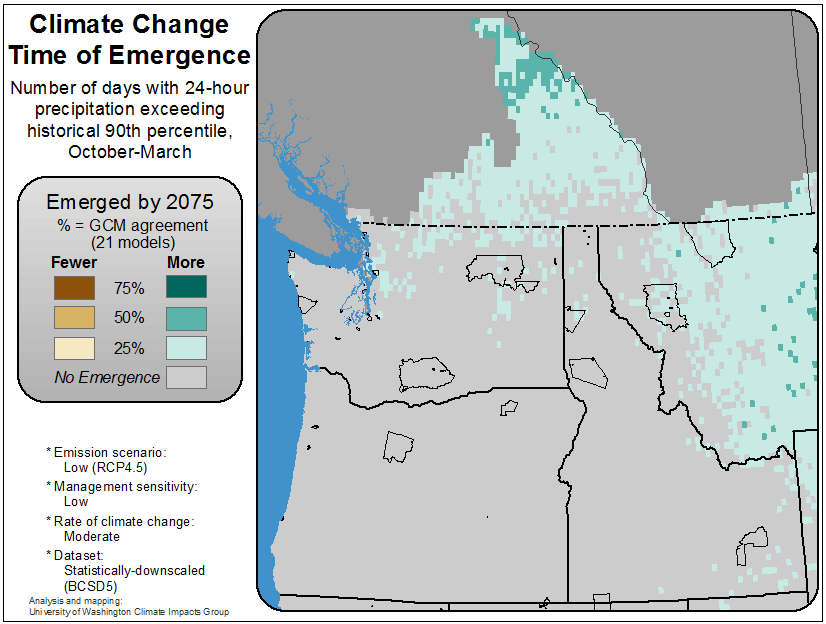 Climate Change
Time of Emergence
Number of days with 24-hour
precipitation exceeding
historical 90th percentile,
October-March
Emerged by 2075
% = GCM agreement
(21 models)
Fewer More
75%
50%
25%
No Emergence
* Emission scenario:
Low (RCP4.5)
* Management sensitivity:
Low
* Rate of climate change:
Moderate
* Dataset:
Statistically-downscaled
(BCSD5)
Analysis and mapping:
University of Washington Climate Impacts Group